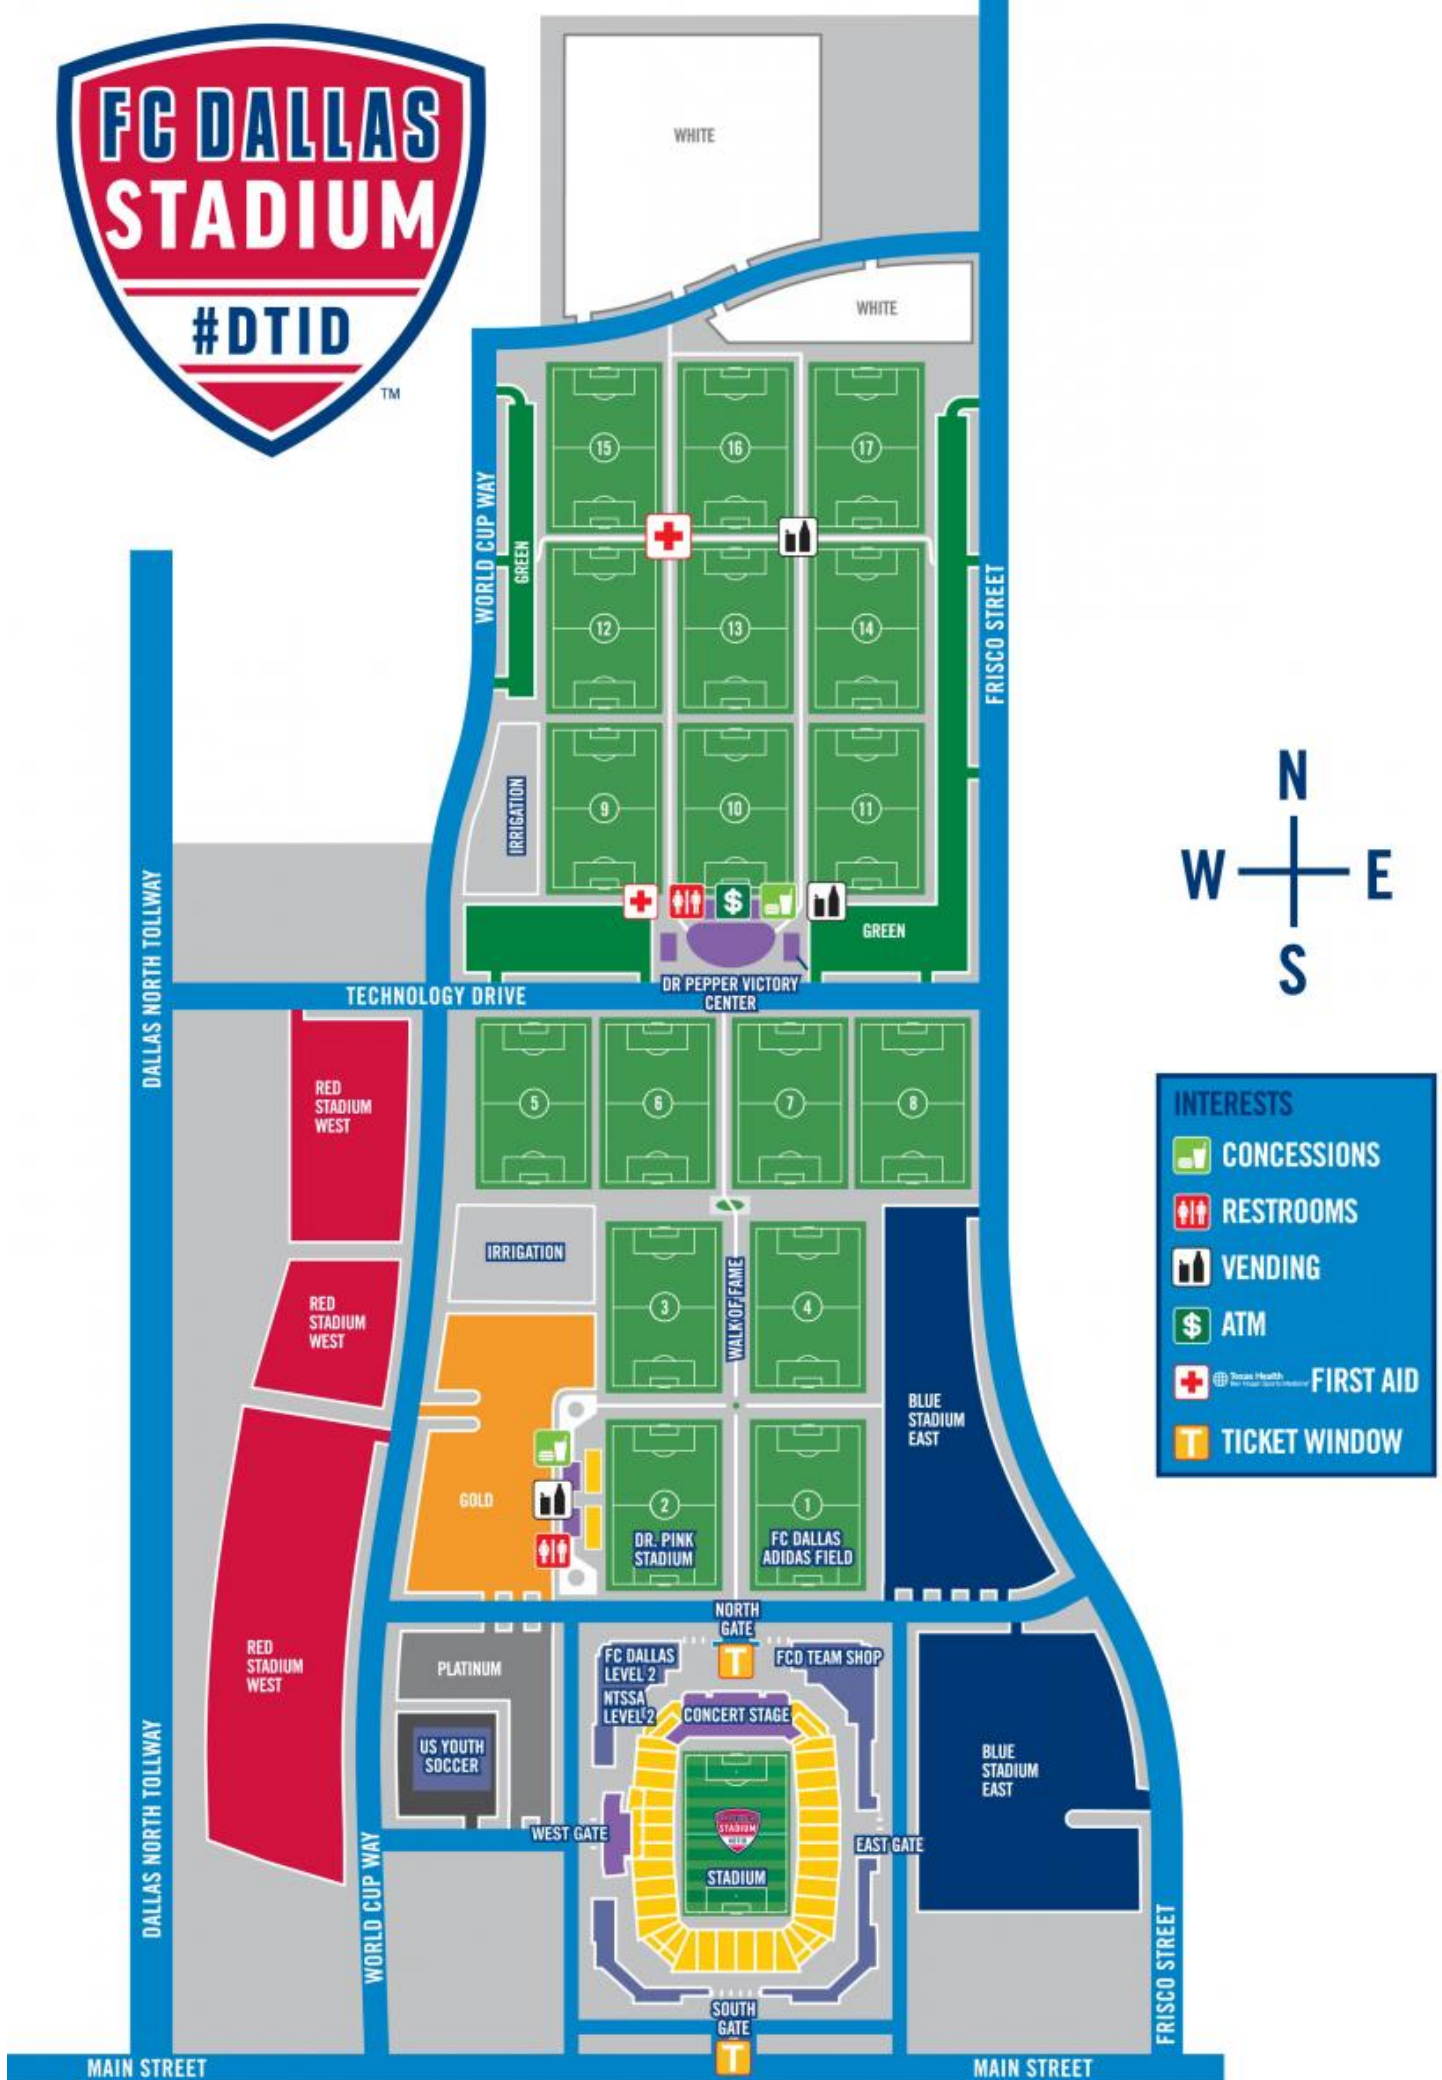 FC DALLAS
STADIUM
#DTID
TM
WHITE
WHITE
15
16
17
WORLD CUP WAY
GREEN
12
13
14
FRISCO STREET
IRRIGATION
9
10
11
$
GREEN
DALLAS NORTH TOLLWAY
TECHNOLOGY DRIVE
DR PEPPER VICTORY
CENTER
N
W
E
S
RED
STADIUM
WEST
5
6
7
8
INTERESTS
CONCESSIONS
RESTROOMS
VENDING
$ ATM
Texas Health
FIRST AID
T TICKET WINDOW
IRRIGATION
RED
STADIUM
WEST
3
WALK OF FAME
4
BLUE
STADIUM
EAST
GOLD
2
DR. PINK
STADIUM
1
FC DALLAS
ADIDAS FIELD
NORTH
GATE
T
RED
STADIUM
WEST
PLATINUM
FC DALLAS
LEVEL 2
NTSSA
LEVEL 2
FCD TEAM SHOP
CONCERT STAGE
US YOUTH
SOCCER
BLUE
STADIUM
EAST
WEST GATE
STADIUM
EAST GATE
STADIUM
DALLAS NORTH TOLLWAY
WORLD CUP WAY
FRISCO STREET
SOUTH
GATE
T
MAIN STREET
MAIN STREET